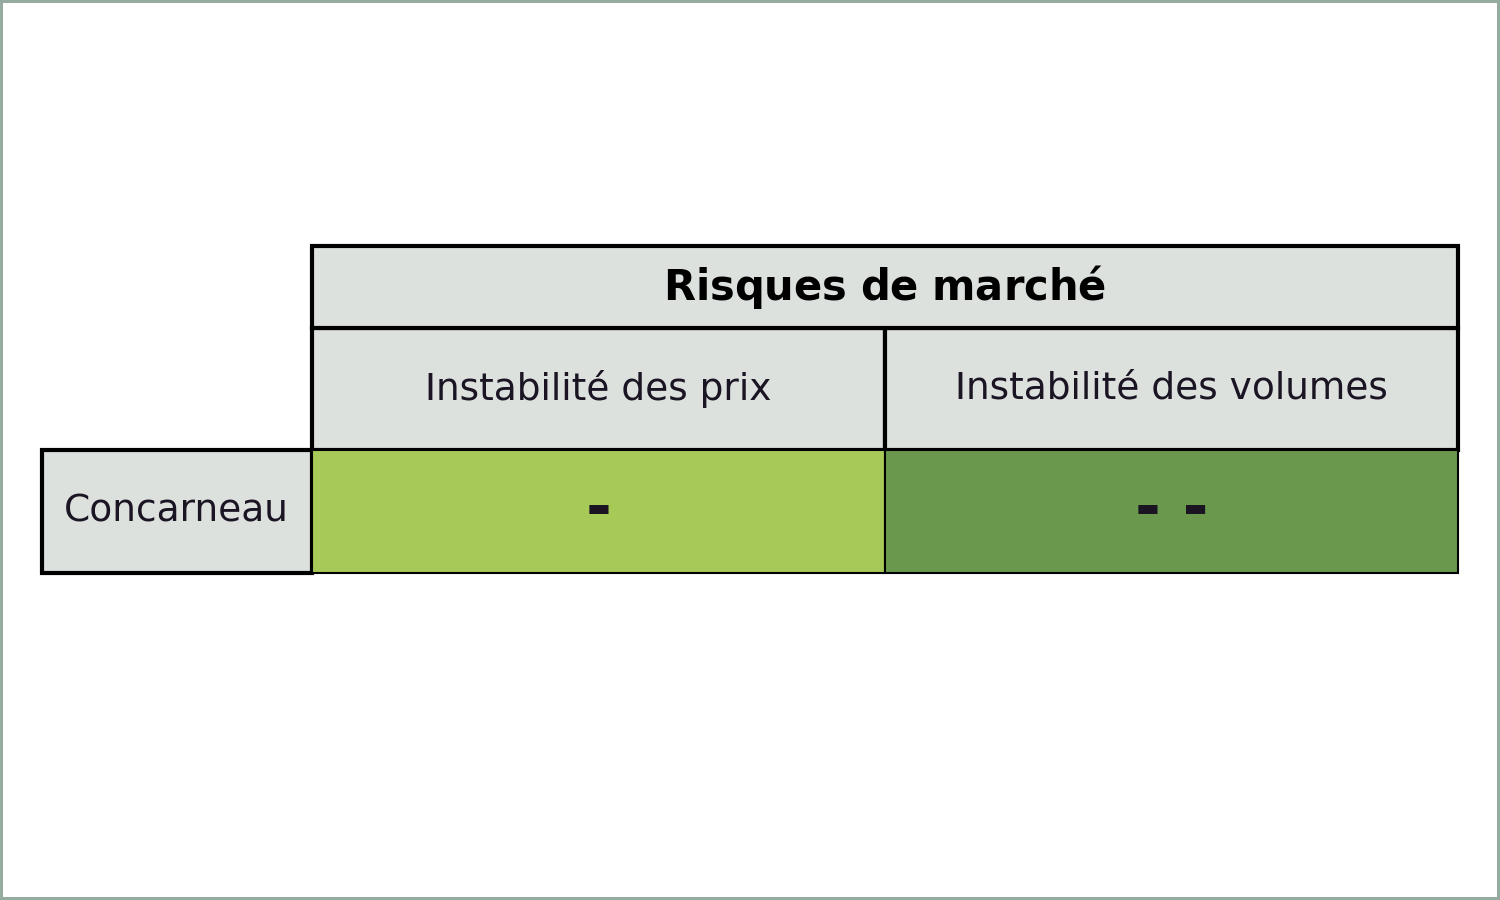 Risques de marché
Instabilité des prix
Instabilité des volumes
Concarneau
-
- -